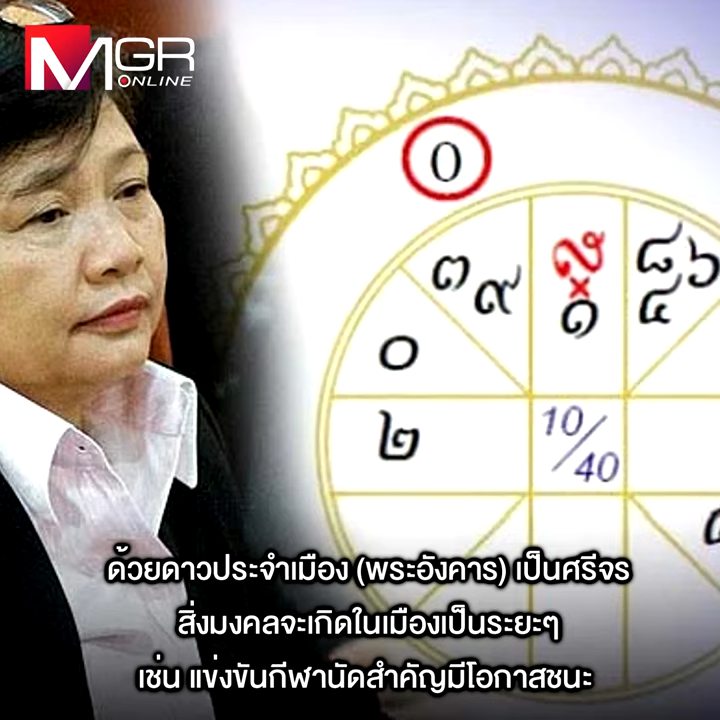 MGR
ONLINE
0
๓ ๙
ลั
×
๑
๘ ๖
๔
๐
๒
10/40
ด้วยดาวประจำเมือง (พระอังคาร) เป็นศรีจร
สิ่งมงคลจะเกิดในเมืองเป็นระยะๆ
เช่น แข่งขันกีฬานัดสำคัญมีโอกาสชนะ